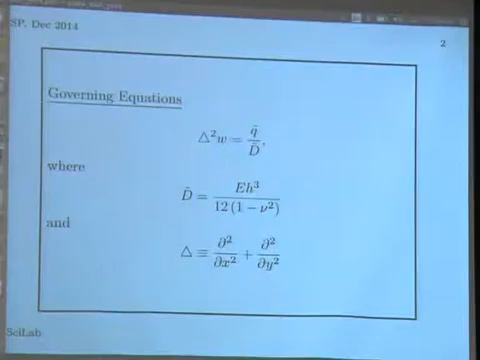 SP, Dec 2014
2
Governing Equations
△²w = q̃/D̃,
where
D̃ = Eh³/12 (1 − ν²)
and
△ ≡ ∂²/∂x² + ∂²/∂y²
SciLab